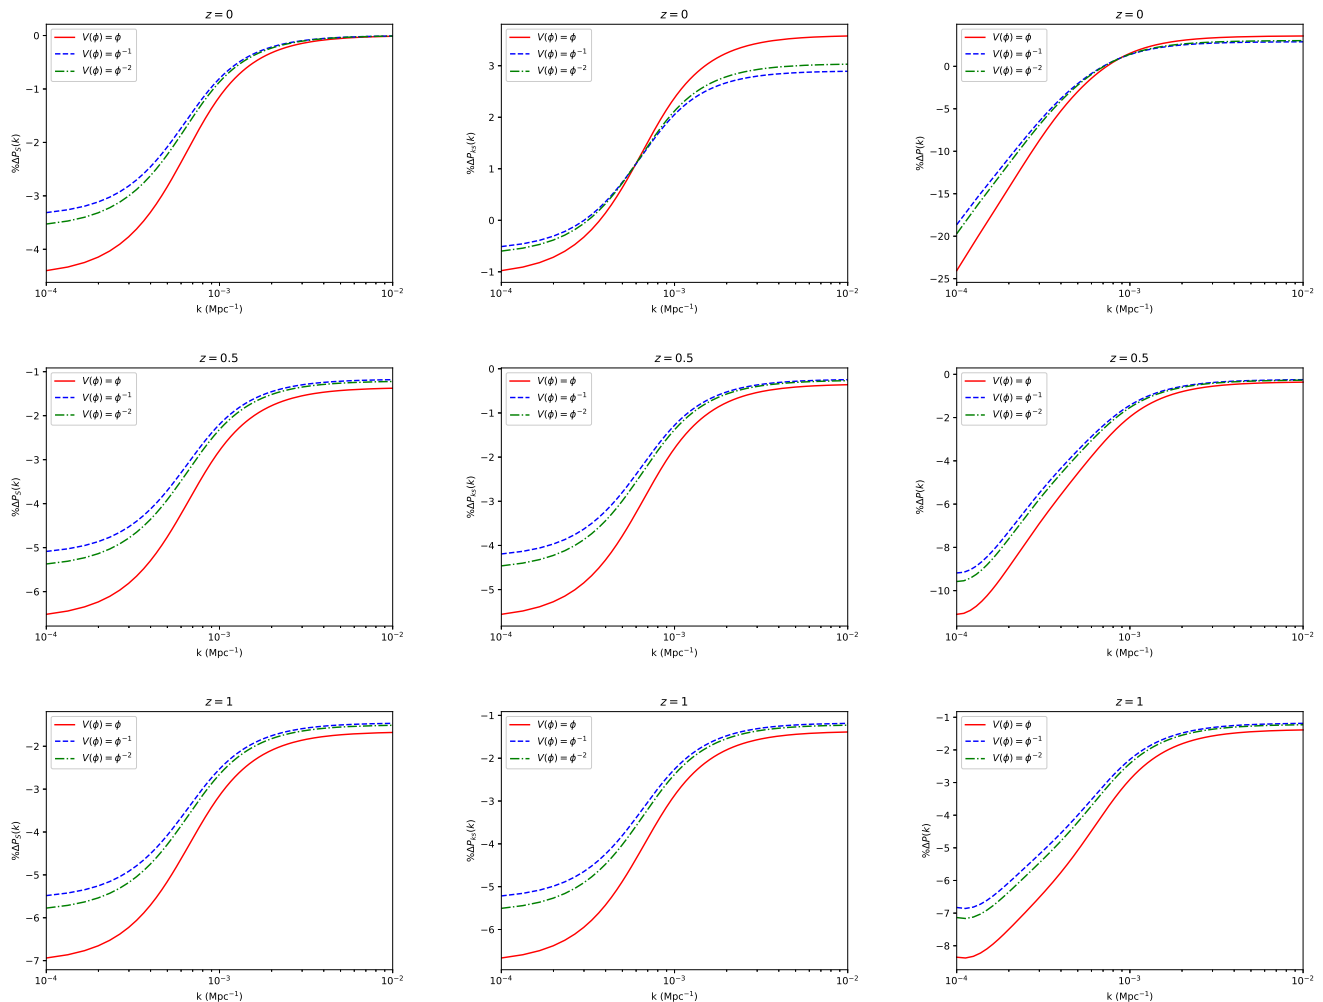 z = 0
V(ϕ) = ϕ
V(ϕ) = ϕ⁻¹
V(ϕ) = ϕ⁻²
%ΔP_S(k)
0
−1
−2
−3
−4
10⁻⁴
10⁻³
10⁻²
k (Mpc⁻¹)
z = 0
V(ϕ) = ϕ
V(ϕ) = ϕ⁻¹
V(ϕ) = ϕ⁻²
%ΔP_ks(k)
3
2
1
0
−1
10⁻⁴
10⁻³
10⁻²
k (Mpc⁻¹)
z = 0
V(ϕ) = ϕ
V(ϕ) = ϕ⁻¹
V(ϕ) = ϕ⁻²
%ΔP(k)
0
−5
−10
−15
−20
−25
10⁻⁴
10⁻³
10⁻²
k (Mpc⁻¹)
z = 0.5
V(ϕ) = ϕ
V(ϕ) = ϕ⁻¹
V(ϕ) = ϕ⁻²
%ΔP_S(k)
−1
−2
−3
−4
−5
−6
10⁻⁴
10⁻³
10⁻²
k (Mpc⁻¹)
z = 0.5
V(ϕ) = ϕ
V(ϕ) = ϕ⁻¹
V(ϕ) = ϕ⁻²
%ΔP_ks(k)
0
−1
−2
−3
−4
−5
10⁻⁴
10⁻³
10⁻²
k (Mpc⁻¹)
z = 0.5
V(ϕ) = ϕ
V(ϕ) = ϕ⁻¹
V(ϕ) = ϕ⁻²
%ΔP(k)
0
−2
−4
−6
−8
−10
10⁻⁴
10⁻³
10⁻²
k (Mpc⁻¹)
z = 1
V(ϕ) = ϕ
V(ϕ) = ϕ⁻¹
V(ϕ) = ϕ⁻²
%ΔP_S(k)
−2
−3
−4
−5
−6
−7
10⁻⁴
10⁻³
10⁻²
k (Mpc⁻¹)
z = 1
V(ϕ) = ϕ
V(ϕ) = ϕ⁻¹
V(ϕ) = ϕ⁻²
%ΔP_ks(k)
−1
−2
−3
−4
−5
−6
10⁻⁴
10⁻³
10⁻²
k (Mpc⁻¹)
z = 1
V(ϕ) = ϕ
V(ϕ) = ϕ⁻¹
V(ϕ) = ϕ⁻²
%ΔP(k)
−1
−2
−3
−4
−5
−6
−7
−8
10⁻⁴
10⁻³
10⁻²
k (Mpc⁻¹)